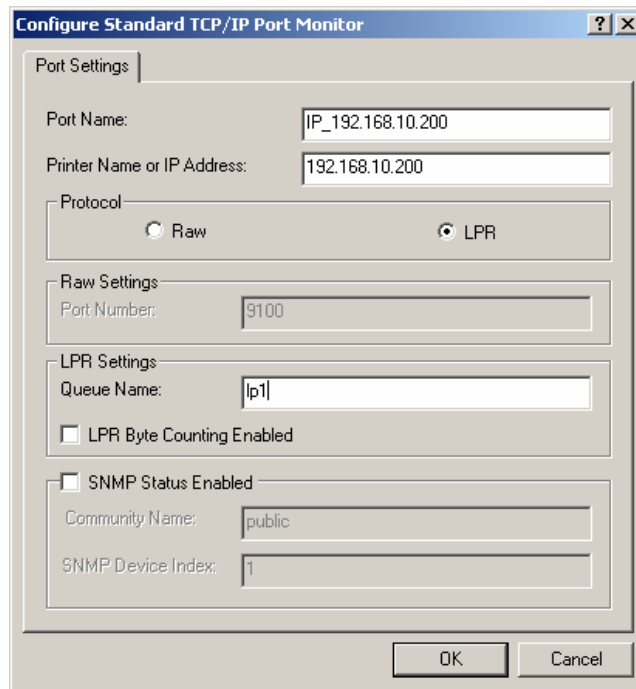 Configure Standard TCP/IP Port Monitor
Port Settings
Port Name: IP_192.168.10.200
Printer Name or IP Address: 192.168.10.200
Protocol
Raw LPR
Raw Settings
Port Number: 9100
LPR Settings
Queue Name: lp1
LPR Byte Counting Enabled
SNMP Status Enabled
Community Name: public
SNMP Device Index: 1
OK Cancel